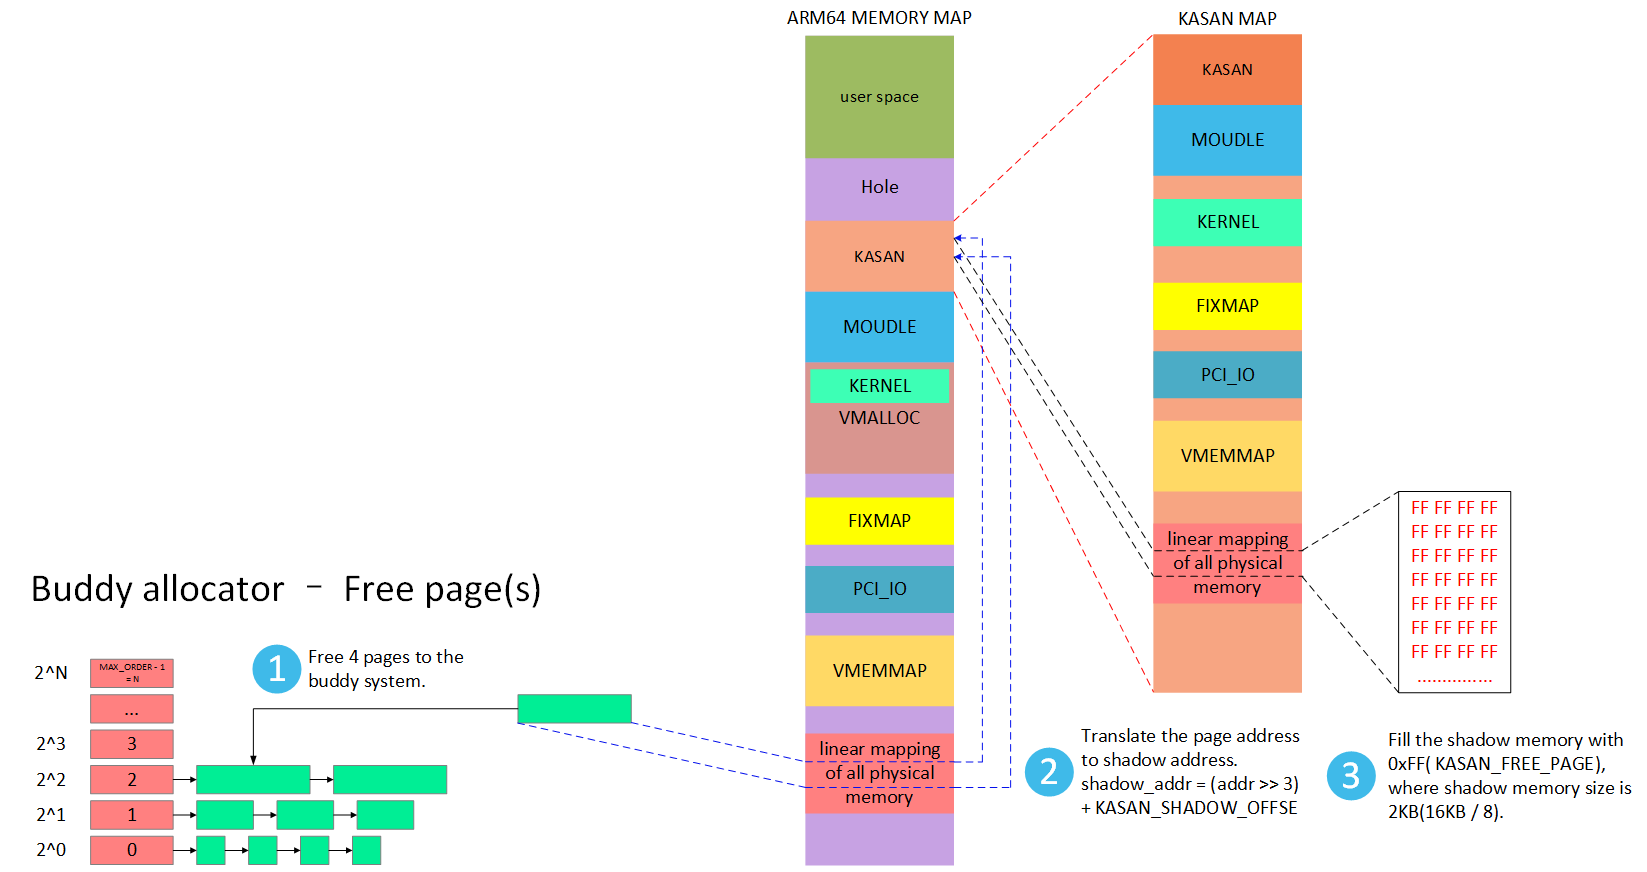 ARM64 MEMORY MAP
user space
Hole
KASAN
MOUDLE
KERNEL
VMALLOC
FIXMAP
PCI_IO
VMEMMAP
linear mapping
of all physical
memory
KASAN MAP
KASAN
MOUDLE
KERNEL
FIXMAP
PCI_IO
VMEMMAP
linear mapping
of all physical
memory
FF FF FF FF
FF FF FF FF
FF FF FF FF
FF FF FF FF
FF FF FF FF
FF FF FF FF
FF FF FF FF
...............
Buddy allocator - Free page(s)
1
Free 4 pages to the
buddy system.
2^N
MAX_ORDER - 1
= N
...
2^3
3
2^2
2
2^1
1
2^0
0
2
Translate the page address
to shadow address.
shadow_addr = (addr >> 3)
+ KASAN_SHADOW_OFFSE
3
Fill the shadow memory with
0xFF( KASAN_FREE_PAGE),
where shadow memory size is
2KB(16KB / 8).